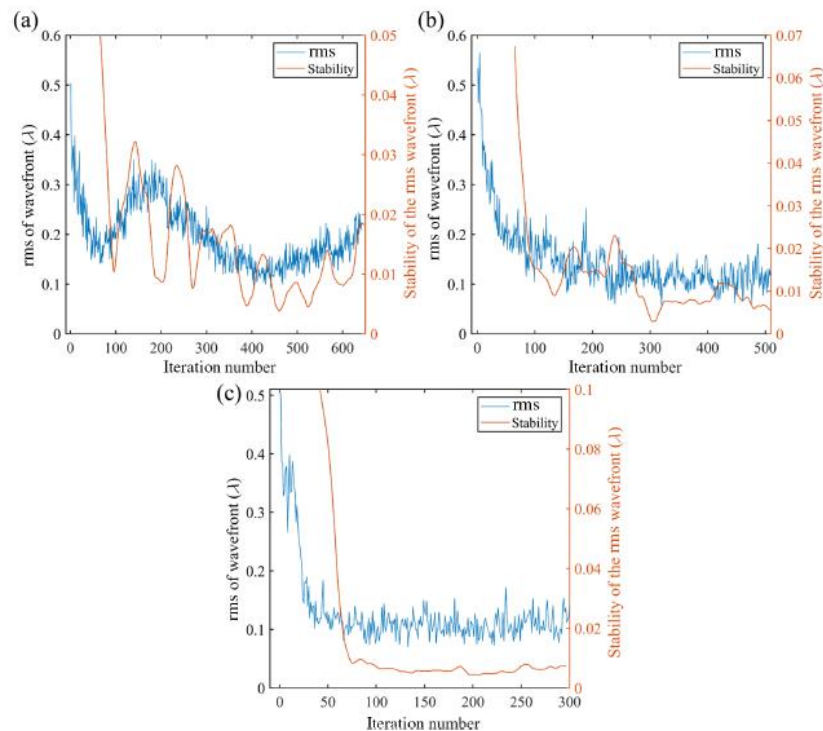 (a)
0.6
0.5
0.4
0.3
0.2
0.1
0
rms of wavefront (λ)
rms
Stability
0.05
0.04
0.03
0.02
0.01
0
Stability of the rms wavefront (λ)
0 100 200 300 400 500 600
Iteration number
(b)
0.6
0.5
0.4
0.3
0.2
0.1
0
rms of wavefront (λ)
rms
Stability
0.07
0.06
0.05
0.04
0.03
0.02
0.01
0
Stability of the rms wavefront (λ)
0 100 200 300 400 500
Iteration number
(c)
0.5
0.4
0.3
0.2
0.1
0
rms of wavefront (λ)
rms
Stability
0.1
0.08
0.06
0.04
0.02
0
Stability of the rms wavefront (λ)
0 50 100 150 200 250 300
Iteration number